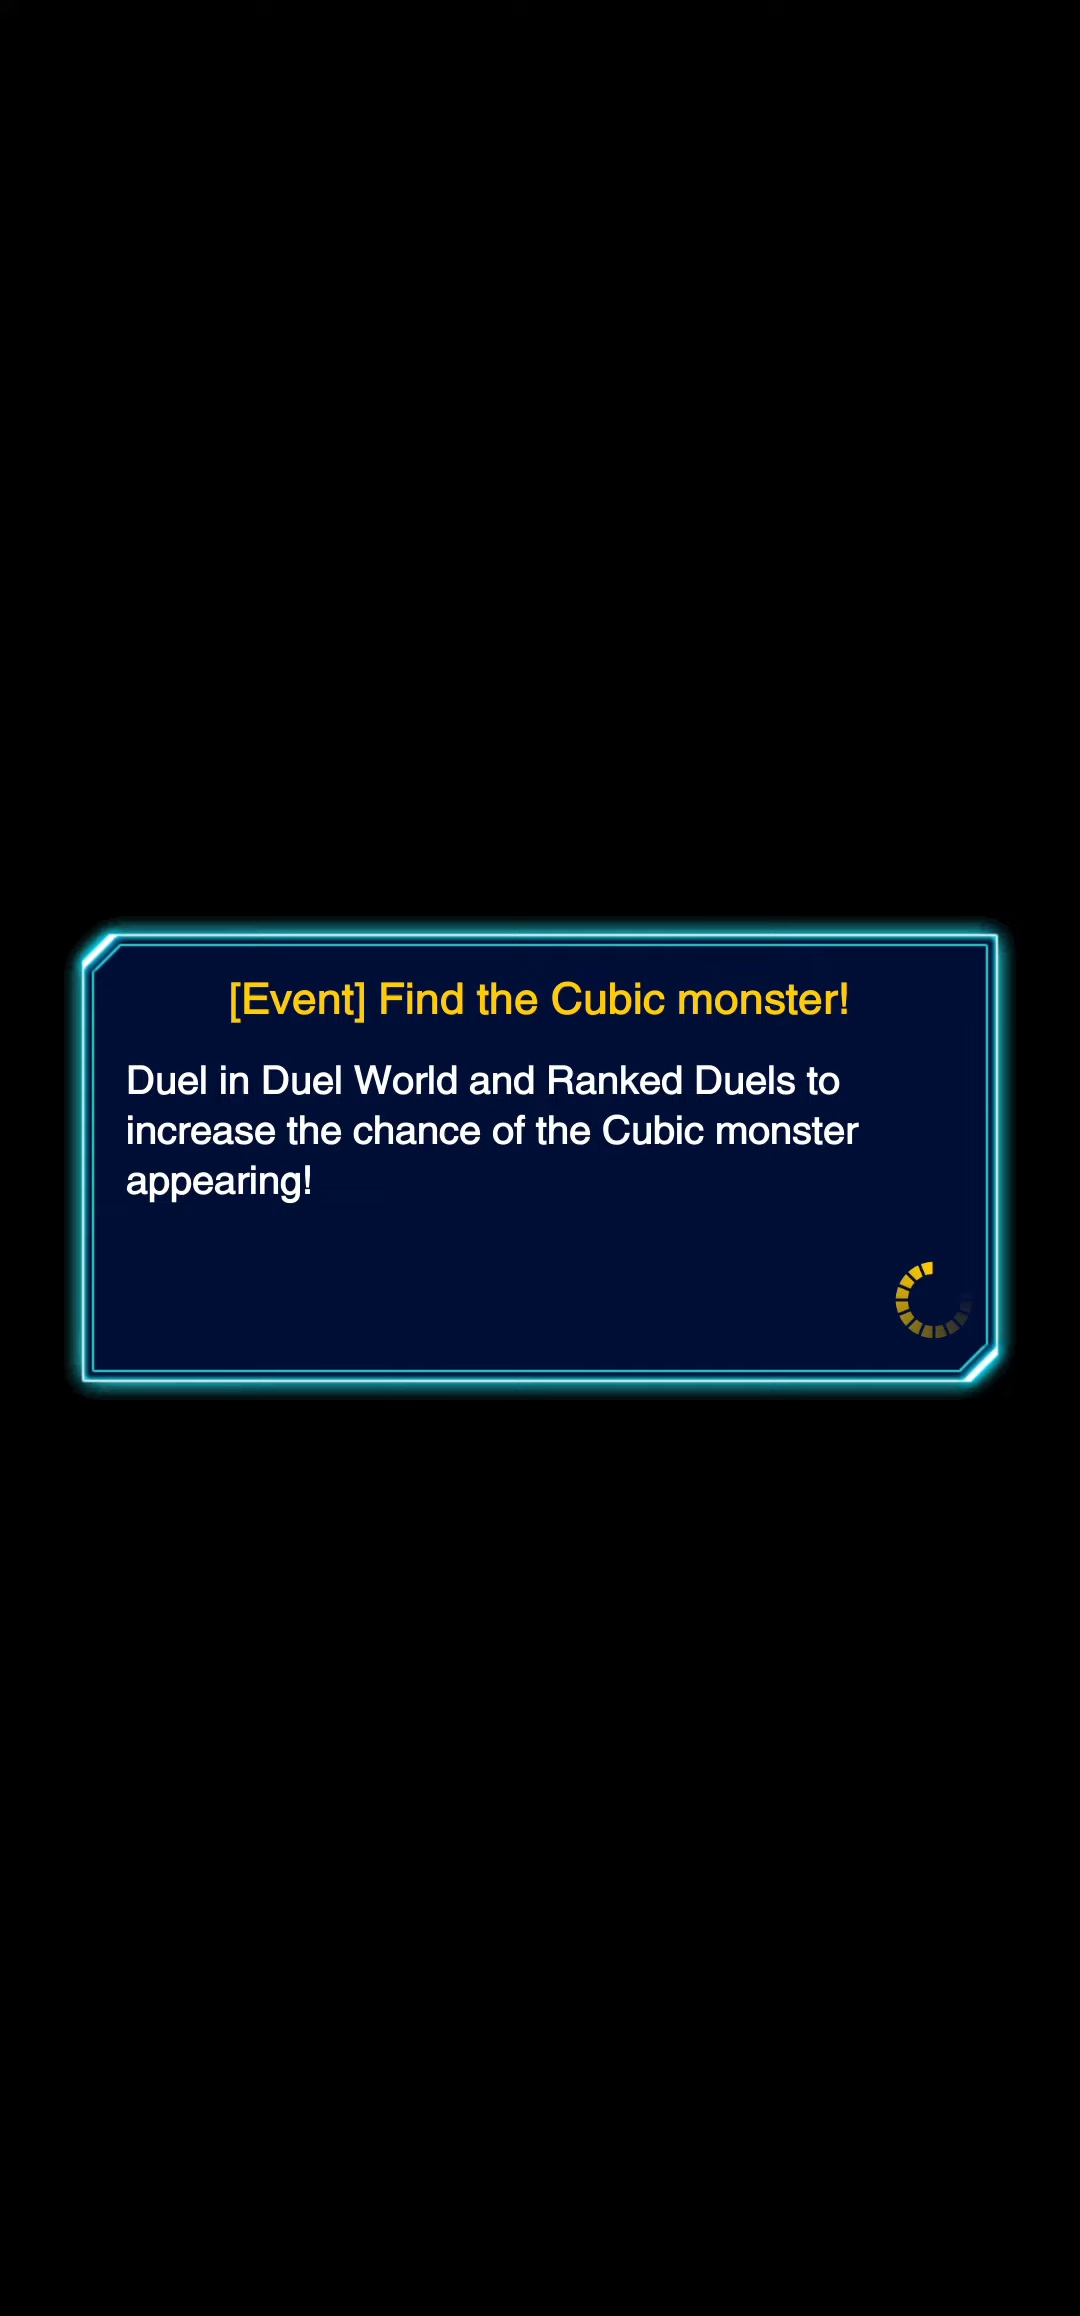 [Event] Find the Cubic monster!
Duel in Duel World and Ranked Duels to
increase the chance of the Cubic monster
appearing!